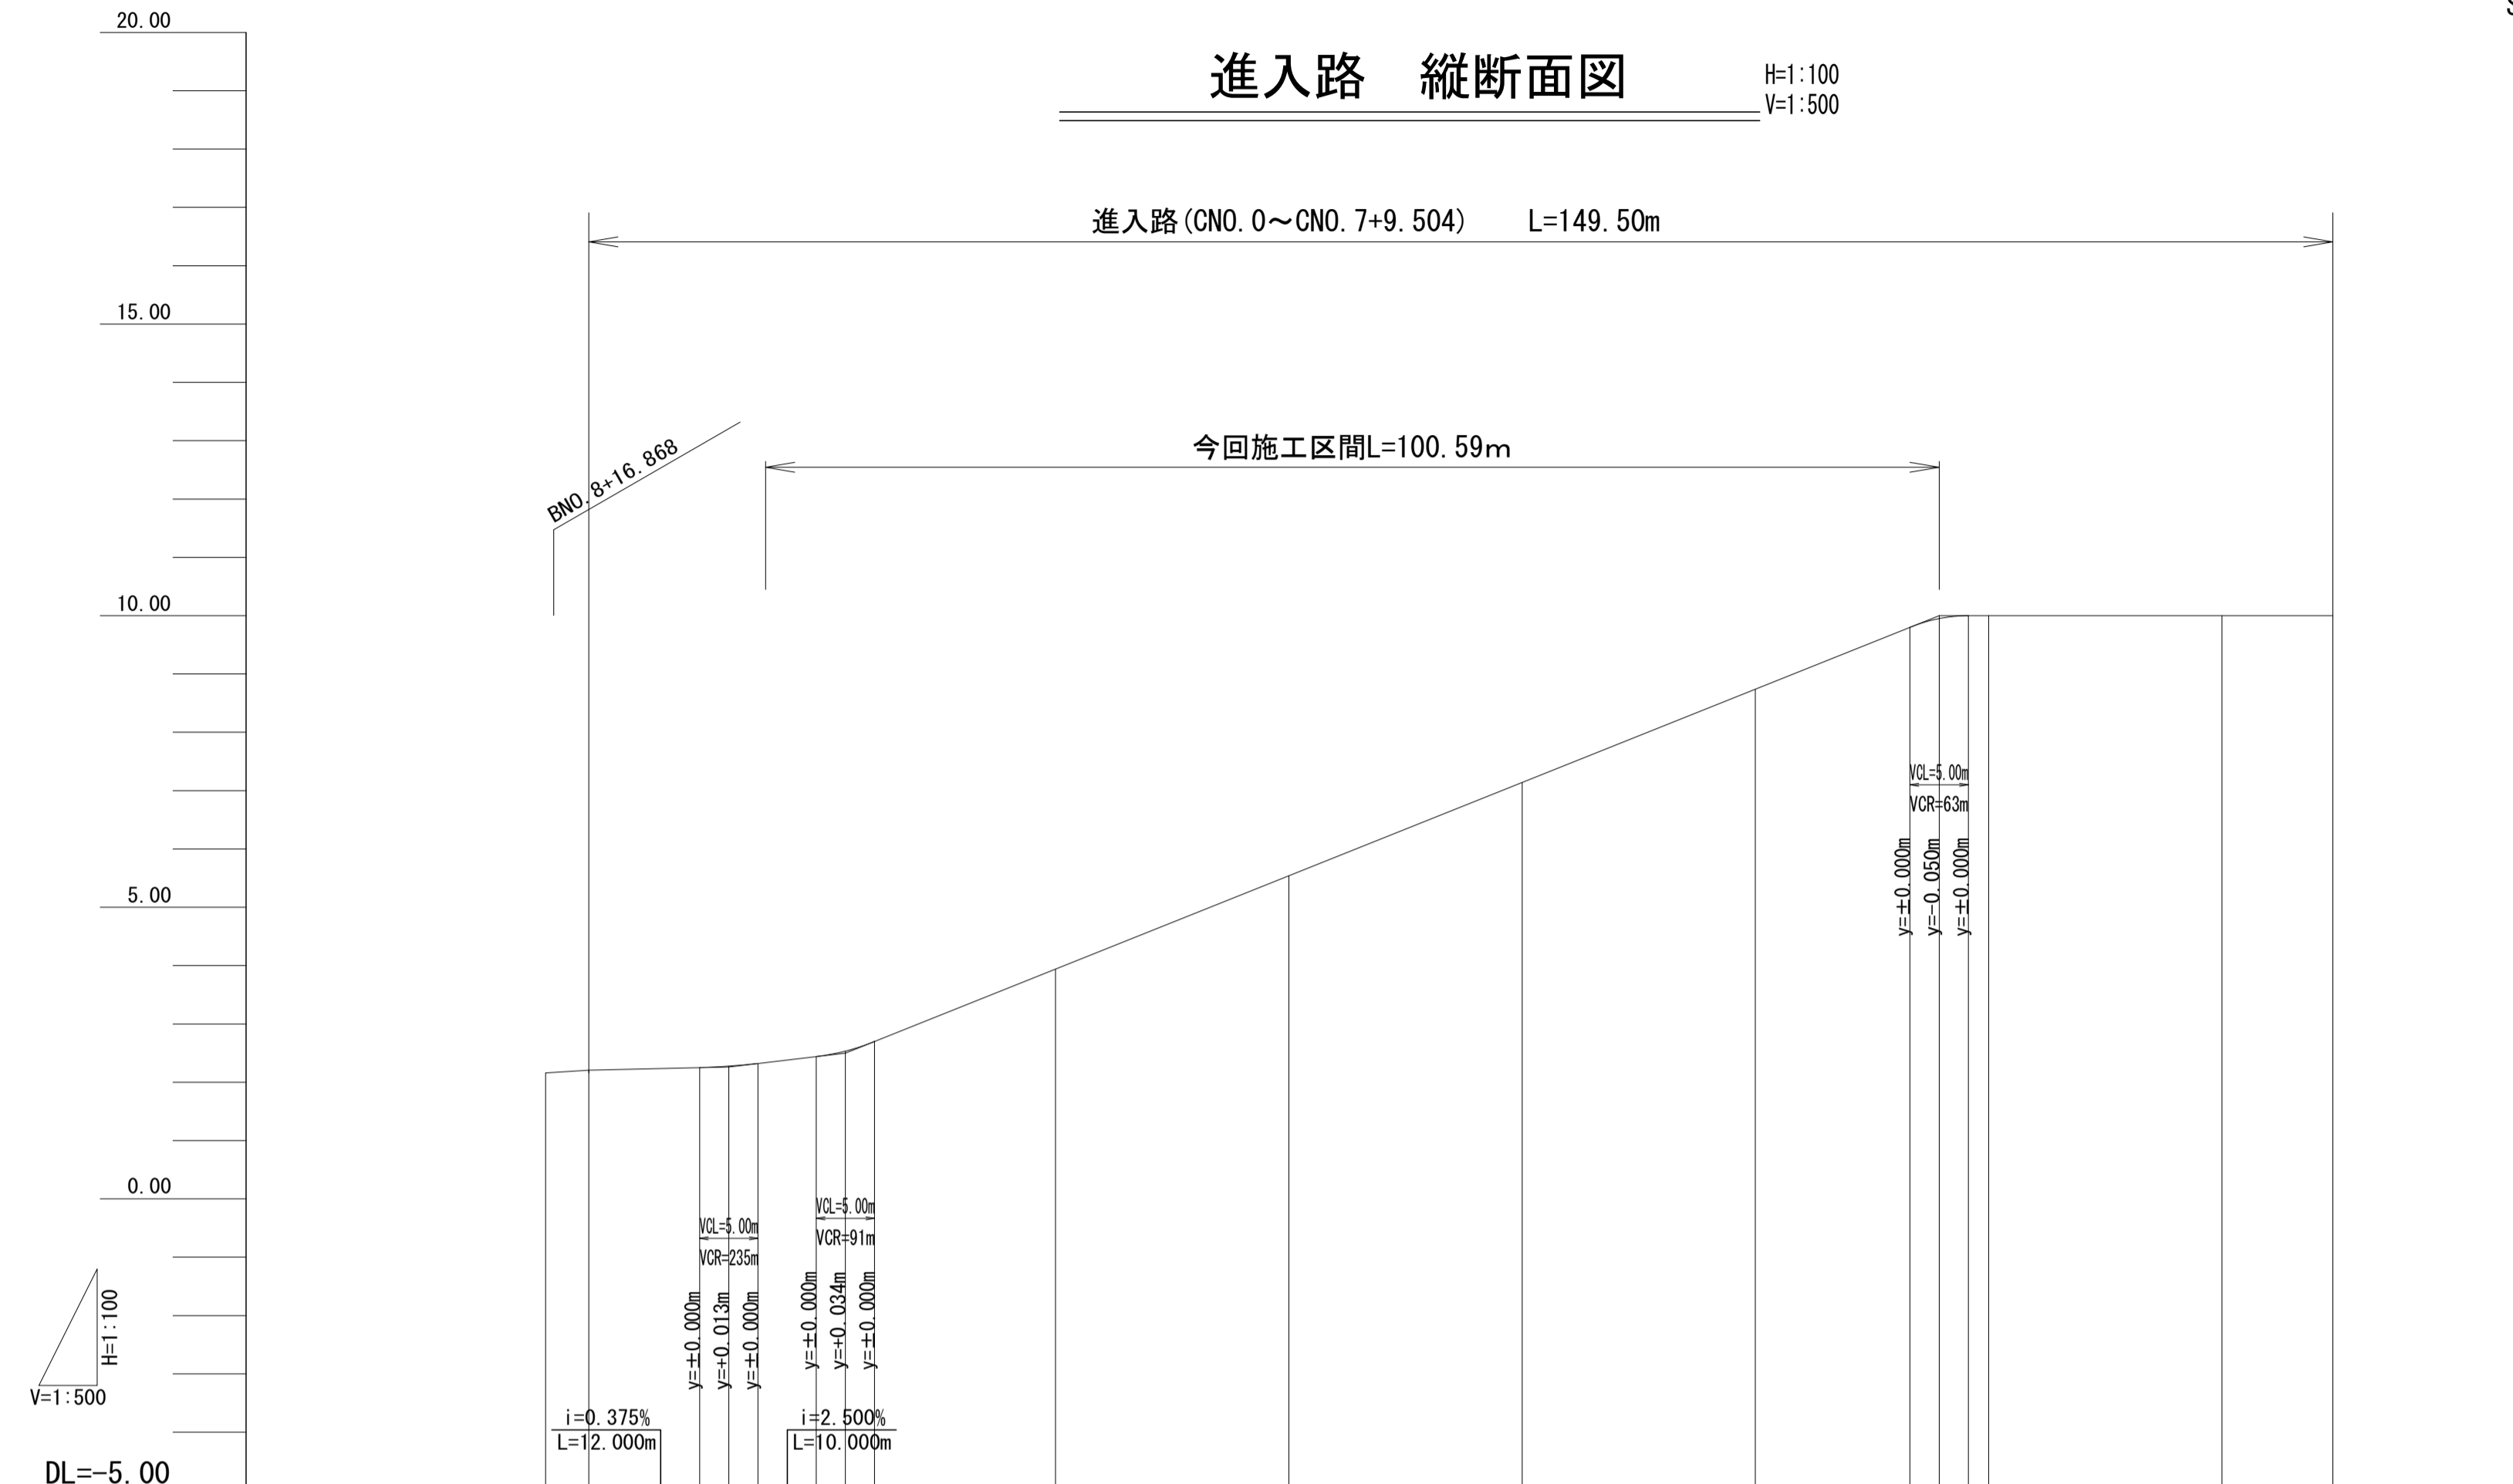 20.00
進入路　縦断面図
H=1:100
V=1:500
進入路(CNO.0～CNO.7+9.504)　　L=149.50m
15.00
今回施工区間L=100.59m
BNO.8+16.868
10.00
VCL=5.00m
VCR=63m
y=±0.000m
y=-0.050m
y=±0.000m
5.00
0.00
VCL=5.00m
VCR=235m
y=±0.000m
y=+0.013m
y=±0.000m
VCL=5.00m
VCR=91m
y=±0.000m
y=+0.034m
y=±0.000m
H=1:100
V=1:500
i=0.375%
L=12.000m
i=2.500%
L=10.000m
DL=-5.00